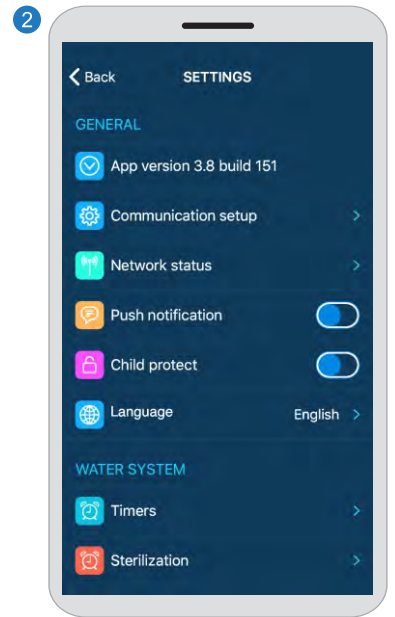 2
Back SETTINGS
GENERAL
App version 3.8 build 151
Communication setup
Network status
Push notification
Child protect
Language English
WATER SYSTEM
Timers
Sterilization